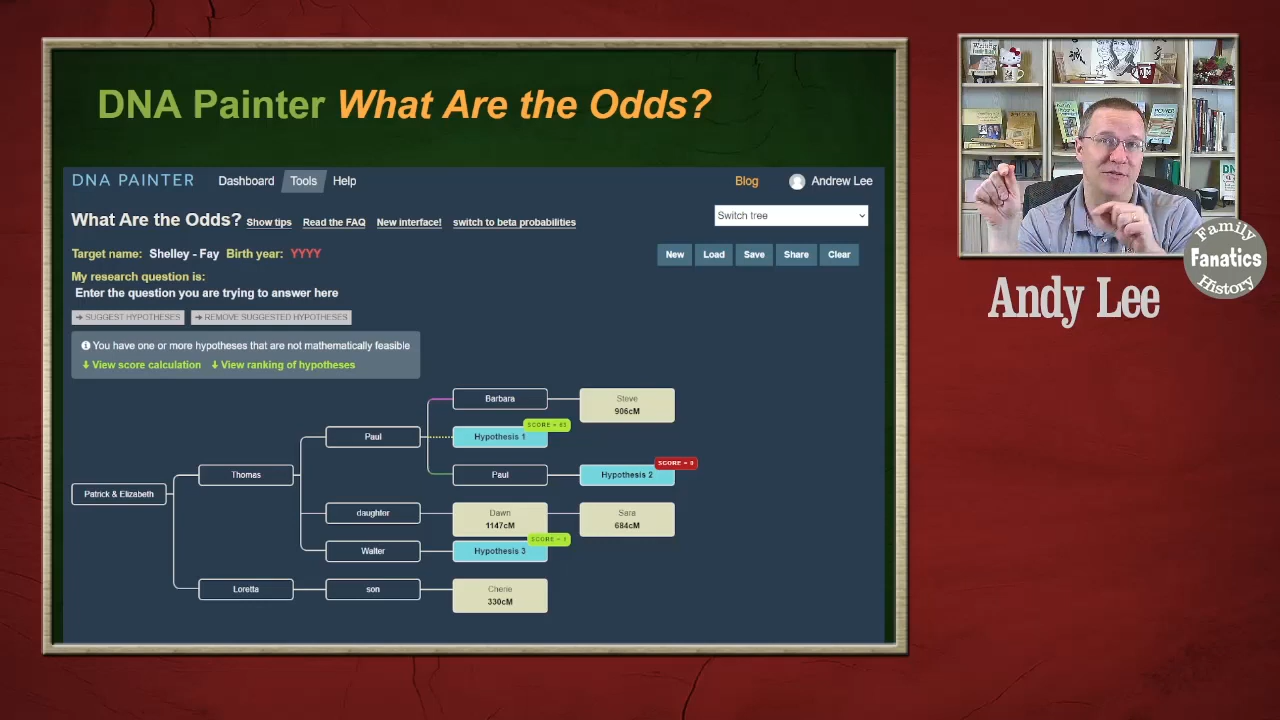 DNA Painter What Are the Odds?
DNA PAINTER Dashboard Tools Help Blog Andrew Lee
What Are the Odds? Show tips Read the FAQ New interface! switch to beta probabilities Switch tree
Target name: Shelley - Fay Birth year: YYYY
New Load Save Share Clear
My research question is:
Enter the question you are trying to answer here
➔ SUGGEST HYPOTHESES ➔ REMOVE SUGGESTED HYPOTHESES
You have one or more hypotheses that are not mathematically feasible
View score calculation View ranking of hypotheses
Barbara
Steve
906cM
Paul
Hypothesis 1
Thomas
Paul
Hypothesis 2
SCORE = 0
Patrick & Elizabeth
daughter
Dawn
1147cM
Sara
684cM
SCORE = 1
Walter
Hypothesis 3
Loretta
son
Cherie
330cM
Andy Lee
Family
Fanatics
History